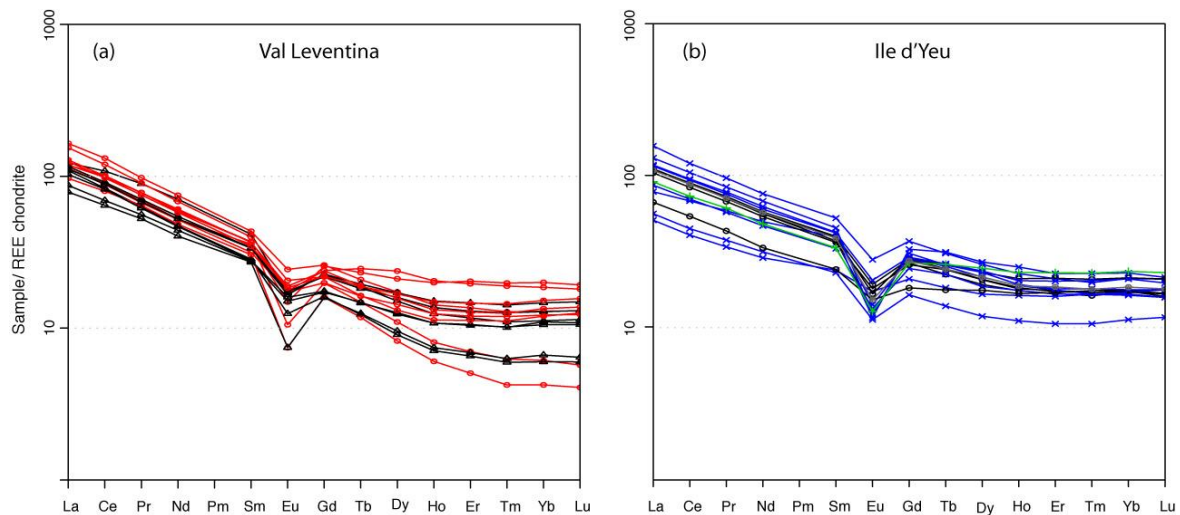 (a) Val Leventina
1000
100
10
Sample/ REE chondrite
La Ce Pr Nd Pm Sm Eu Gd Tb Dy Ho Er Tm Yb Lu
(b) Ile d'Yeu
1000
100
10
La Ce Pr Nd Pm Sm Eu Gd Tb Dy Ho Er Tm Yb Lu